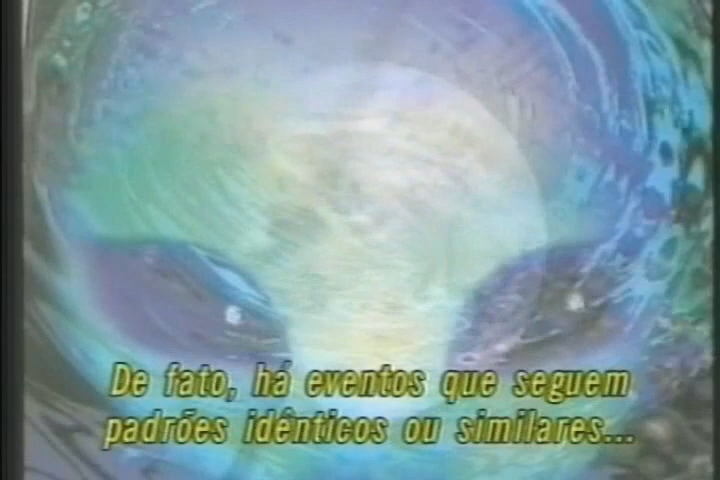 De fato, há eventos que seguem
padrões idênticos ou similares...